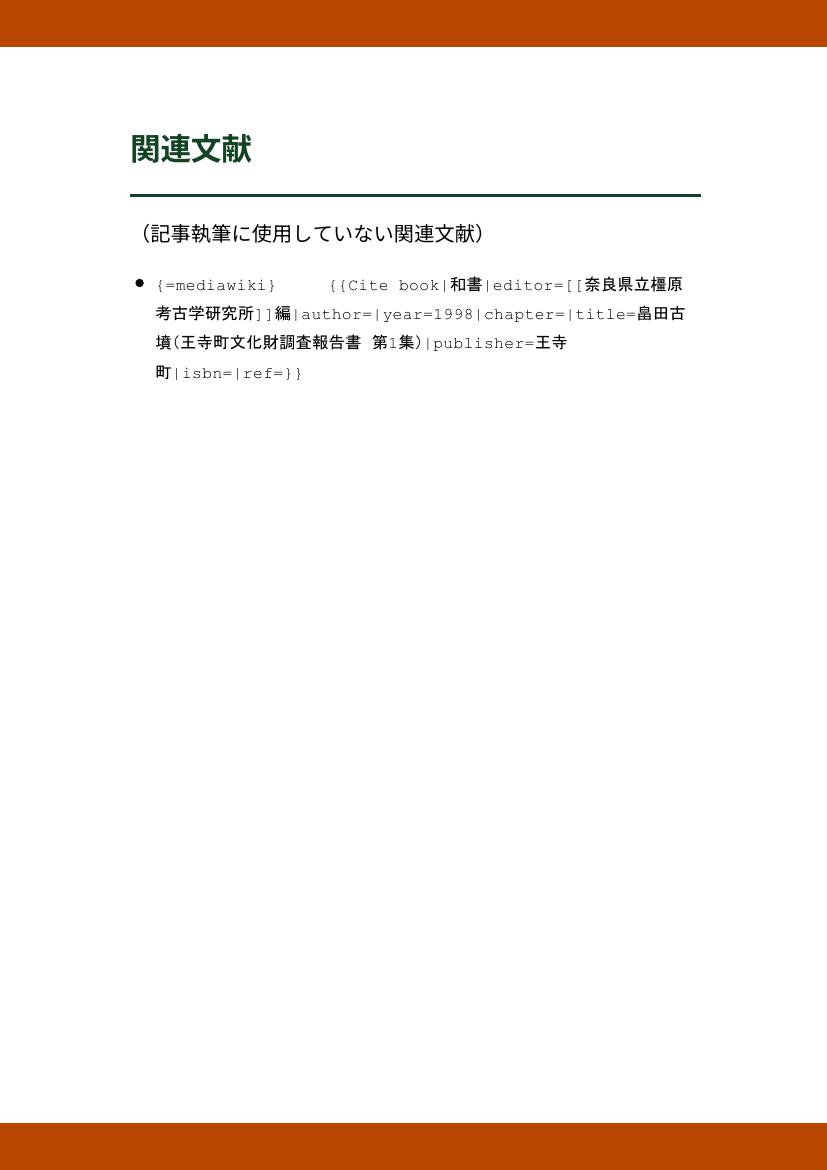 関連文献
（記事執筆に使用していない関連文献）
● {=mediawiki} {{Cite book|和書|editor=[[奈良県立橿原
考古学研究所]]編|author=|year=1998|chapter=|title=畠田古
墳(王寺町文化財調査報告書 第1集)|publisher=王寺
町|isbn=|ref=}}